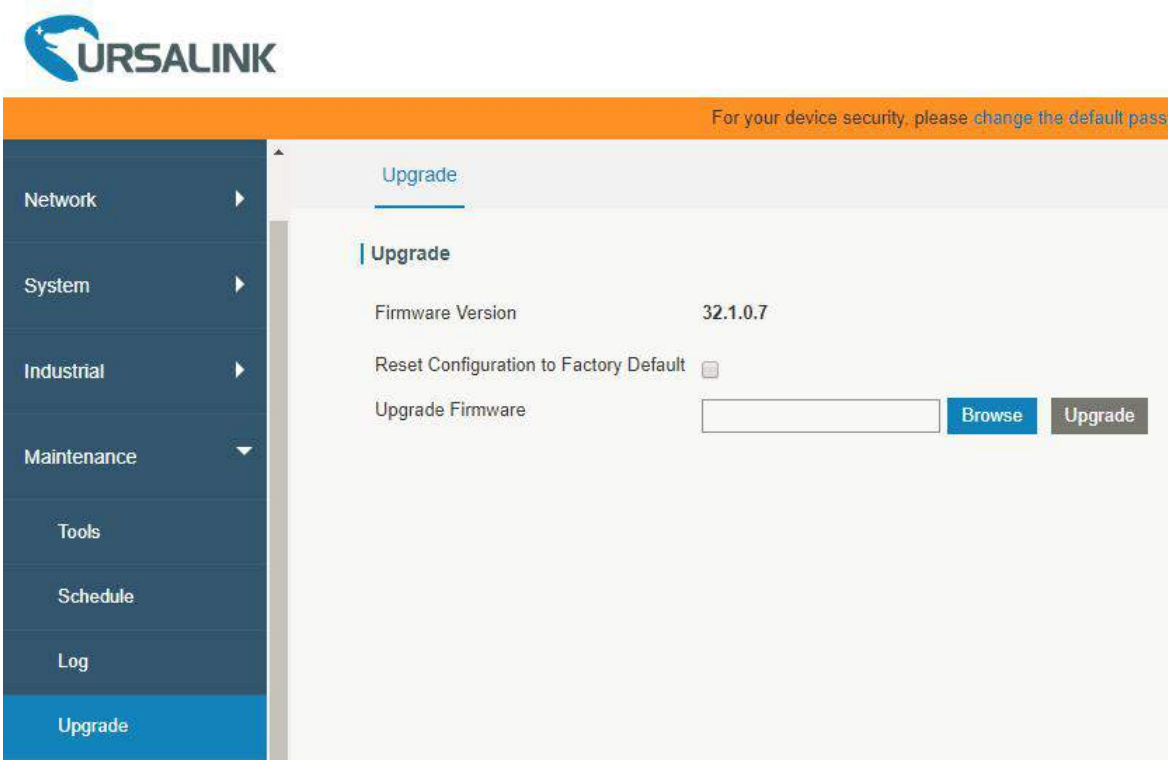 URSALINK
For your device security, please change the default pass
Network
System
Industrial
Maintenance
Tools
Schedule
Log
Upgrade
Upgrade
Upgrade
Firmware Version 32.1.0.7
Reset Configuration to Factory Default
Upgrade Firmware Browse Upgrade